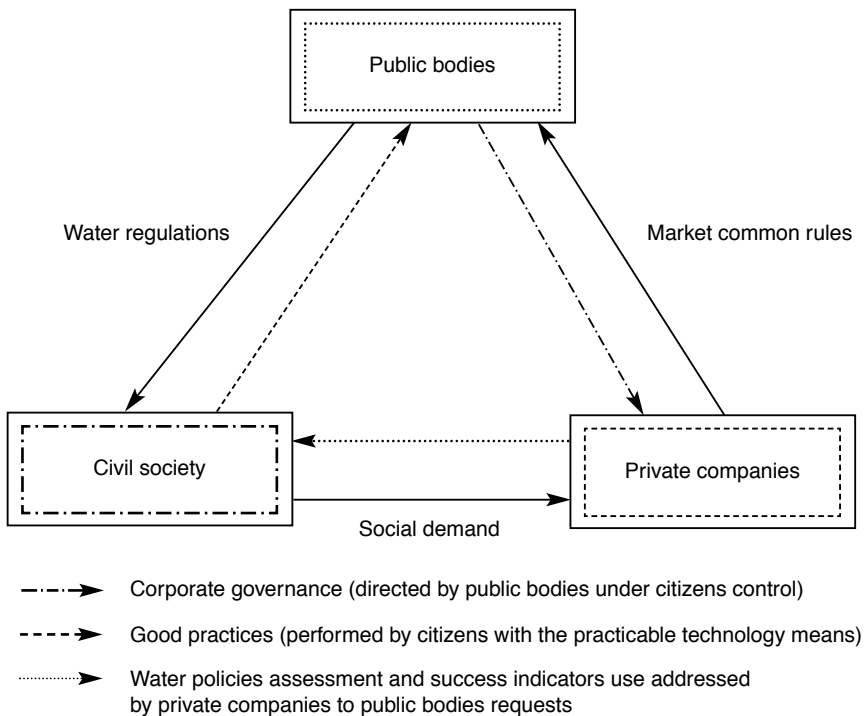 Public bodies
Water regulations
Market common rules
Civil society
Private companies
Social demand
Corporate governance (directed by public bodies under citizens control)
Good practices (performed by citizens with the practicable technology means)
Water policies assessment and success indicators use addressed
by private companies to public bodies requests